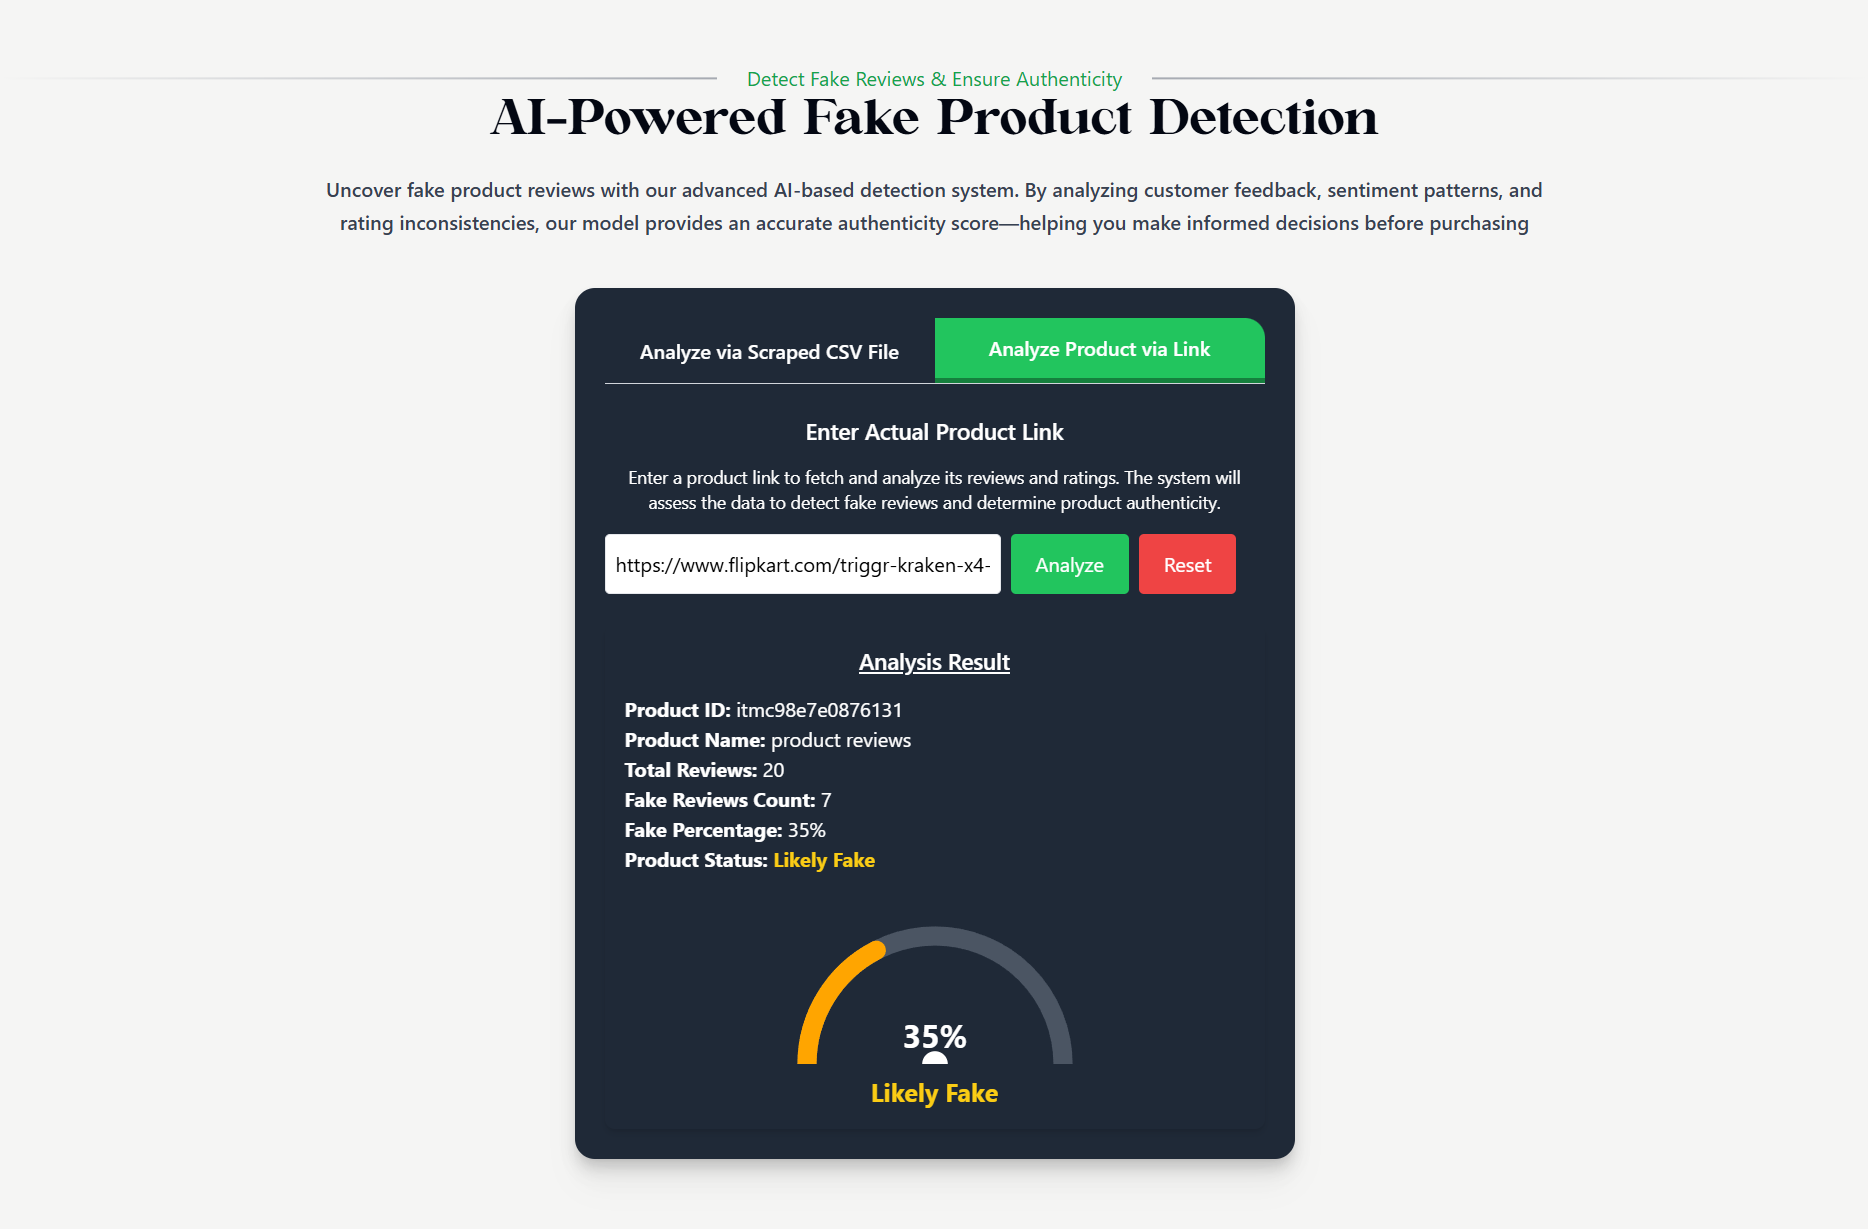 Detect Fake Reviews & Ensure Authenticity
AI-Powered Fake Product Detection
Uncover fake product reviews with our advanced AI-based detection system. By analyzing customer feedback, sentiment patterns, and
rating inconsistencies, our model provides an accurate authenticity score—helping you make informed decisions before purchasing
Analyze via Scraped CSV File
Analyze Product via Link
Enter Actual Product Link
Enter a product link to fetch and analyze its reviews and ratings. The system will
assess the data to detect fake reviews and determine product authenticity.
https://www.flipkart.com/triggr-kraken-x4-
Analyze
Reset
Analysis Result
Product ID: itmc98e7e0876131
Product Name: product reviews
Total Reviews: 20
Fake Reviews Count: 7
Fake Percentage: 35%
Product Status: Likely Fake
35%
Likely Fake